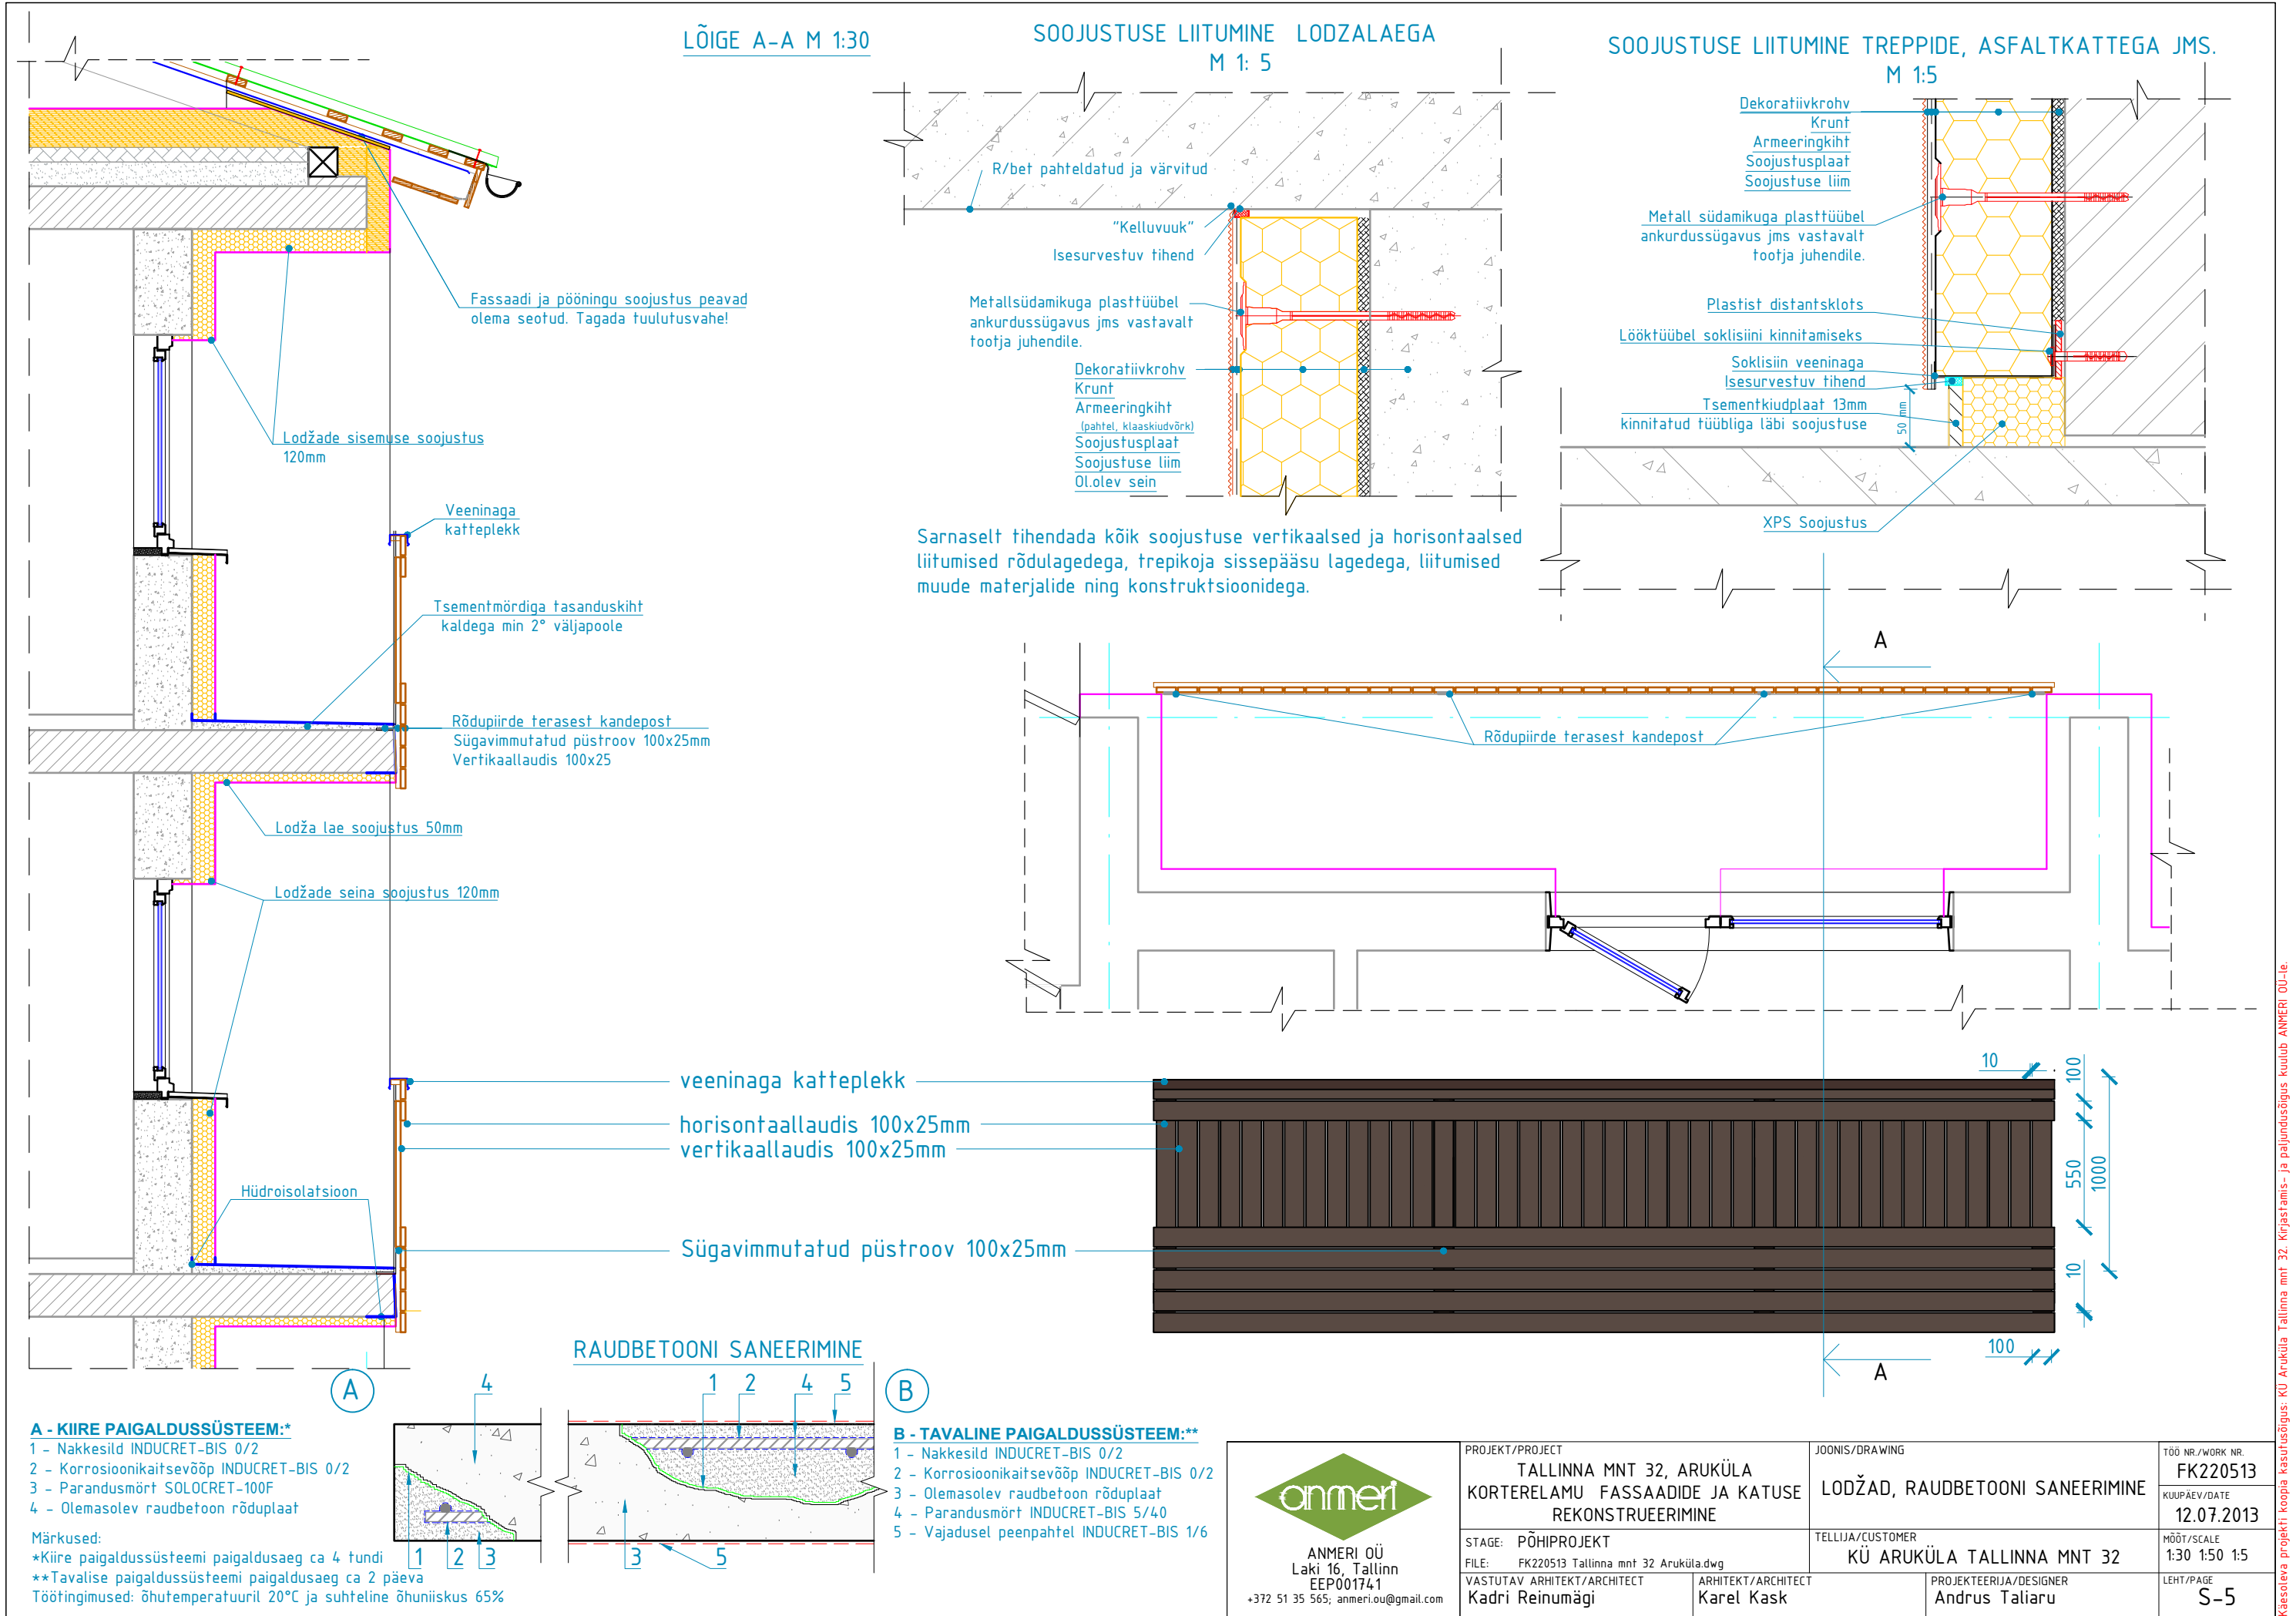 LÕIGE A-A M 1:30
SOOJUSTUSE LIITUMINE LODZALAEGA
M 1: 5
SOOJUSTUSE LIITUMINE TREPPIDE, ASFALTKATTEGA JMS.
M 1:5
Fassaadi ja pööningu soojustus peavad
olema seotud. Tagada tuulutusvahe!
Lodžade sisemuse soojustus
120mm
Veeninaga
katteplekk
Tsementmördiga tasanduskiht
kaldega min 2° väljapoole
Rõdupiirde terasest kandepost
Sügavimmutatud püstroov 100x25mm
Vertikaallaudis 100x25
Lodža lae soojustus 50mm
Lodžade seina soojustus 120mm
Hüdroisolatsioon
R/bet pahteldatud ja värvitud
"Kelluvuuk"
Isesurvestuv tihend
Metallsüdamikuga plasttüübel
ankurdussügavus jms vastavalt
tootja juhendile.
Dekoratiivkrohv
Krunt
Armeeringkiht
(pahtel, klaaskiudvõrk)
Soojustusplaat
Soojustuse liim
Ol.olev sein
Dekoratiivkrohv
Krunt
Armeeringkiht
Soojustusplaat
Soojustuse liim
Metall südamikuga plasttüübel
ankurdussügavus jms vastavalt
tootja juhendile.
Plastist distantsklots
Lööktüübel soklisiini kinnitamiseks
Soklisiin veeninaga
Isesurvestuv tihend
Tsementkiudplaat 13mm
kinnitatud tüübliga läbi soojustuse
50 mm
XPS Soojustus
Sarnaselt tihendada kõik soojustuse vertikaalsed ja horisontaalsed
liitumised rõdulagedega, trepikoja sissepääsu lagedega, liitumised
muude materjalide ning konstruktsioonidega.
A
Rõdupiirde terasest kandepost
veeninaga katteplekk
horisontaallaudis 100x25mm
vertikaallaudis 100x25mm
Sügavimmutatud püstroov 100x25mm
10
100
550
1000
10
100
A
RAUDBETOONI SANEERIMINE
A
4
1 2 4 5
B
1 2 3
3 5
A - KIIRE PAIGALDUSSÜSTEEM:*
1 - Nakkesild INDUCRET-BIS 0/2
2 - Korrosioonikaitsevööp INDUCRET-BIS 0/2
3 - Parandusmört SOLOCRET-100F
4 - Olemasolev raudbetoon rõduplaat
Märkused:
*Kiire paigaldussüsteemi paigaldusaeg ca 4 tundi
**Tavalise paigaldussüsteemi paigaldusaeg ca 2 päeva
Töötingimused: õhutemperatuuril 20°C ja suhteline õhuniiskus 65%
B - TAVALINE PAIGALDUSSÜSTEEM:**
1 - Nakkesild INDUCRET-BIS 0/2
2 - Korrosioonikaitsevööp INDUCRET-BIS 0/2
3 - Olemasolev raudbetoon rõduplaat
4 - Parandusmört INDUCRET-BIS 5/40
5 - Vajadusel peenpahtel INDUCRET-BIS 1/6
anmeri
ANMERI OÜ
Laki 16, Tallinn
EEP001741
+372 51 35 565; anmeri.ou@gmail.com
PROJEKT/PROJECT
TALLINNA MNT 32, ARUKÜLA
KORTERELAMU FASSAADIDE JA KATUSE
REKONSTRUEERIMINE
STAGE: PÕHIPROJEKT
FILE: FK220513 Tallinna mnt 32 Aruküla.dwg
VASTUTAV ARHITEKT/ARCHITECT
Kadri Reinumägi
ARHITEKT/ARCHITECT
Karel Kask
PROJEKTEERIJA/DESIGNER
Andrus Taliaru
JOONIS/DRAWING
LODŽAD, RAUDBETOONI SANEERIMINE
TELLIJA/CUSTOMER
KÜ ARUKÜLA TALLINNA MNT 32
TÖÖ NR./WORK NR.
FK220513
KUUPÄEV/DATE
12.07.2013
MÕÕT/SCALE
1:30 1:50 1:5
LEHT/PAGE
S-5
Käesoleva projekti koopia kasutusõigus: KÜ Aruküla Tallinna mnt 32. Kirjastamis- ja paljundusõigus kuulub ANMERI OÜ-le.